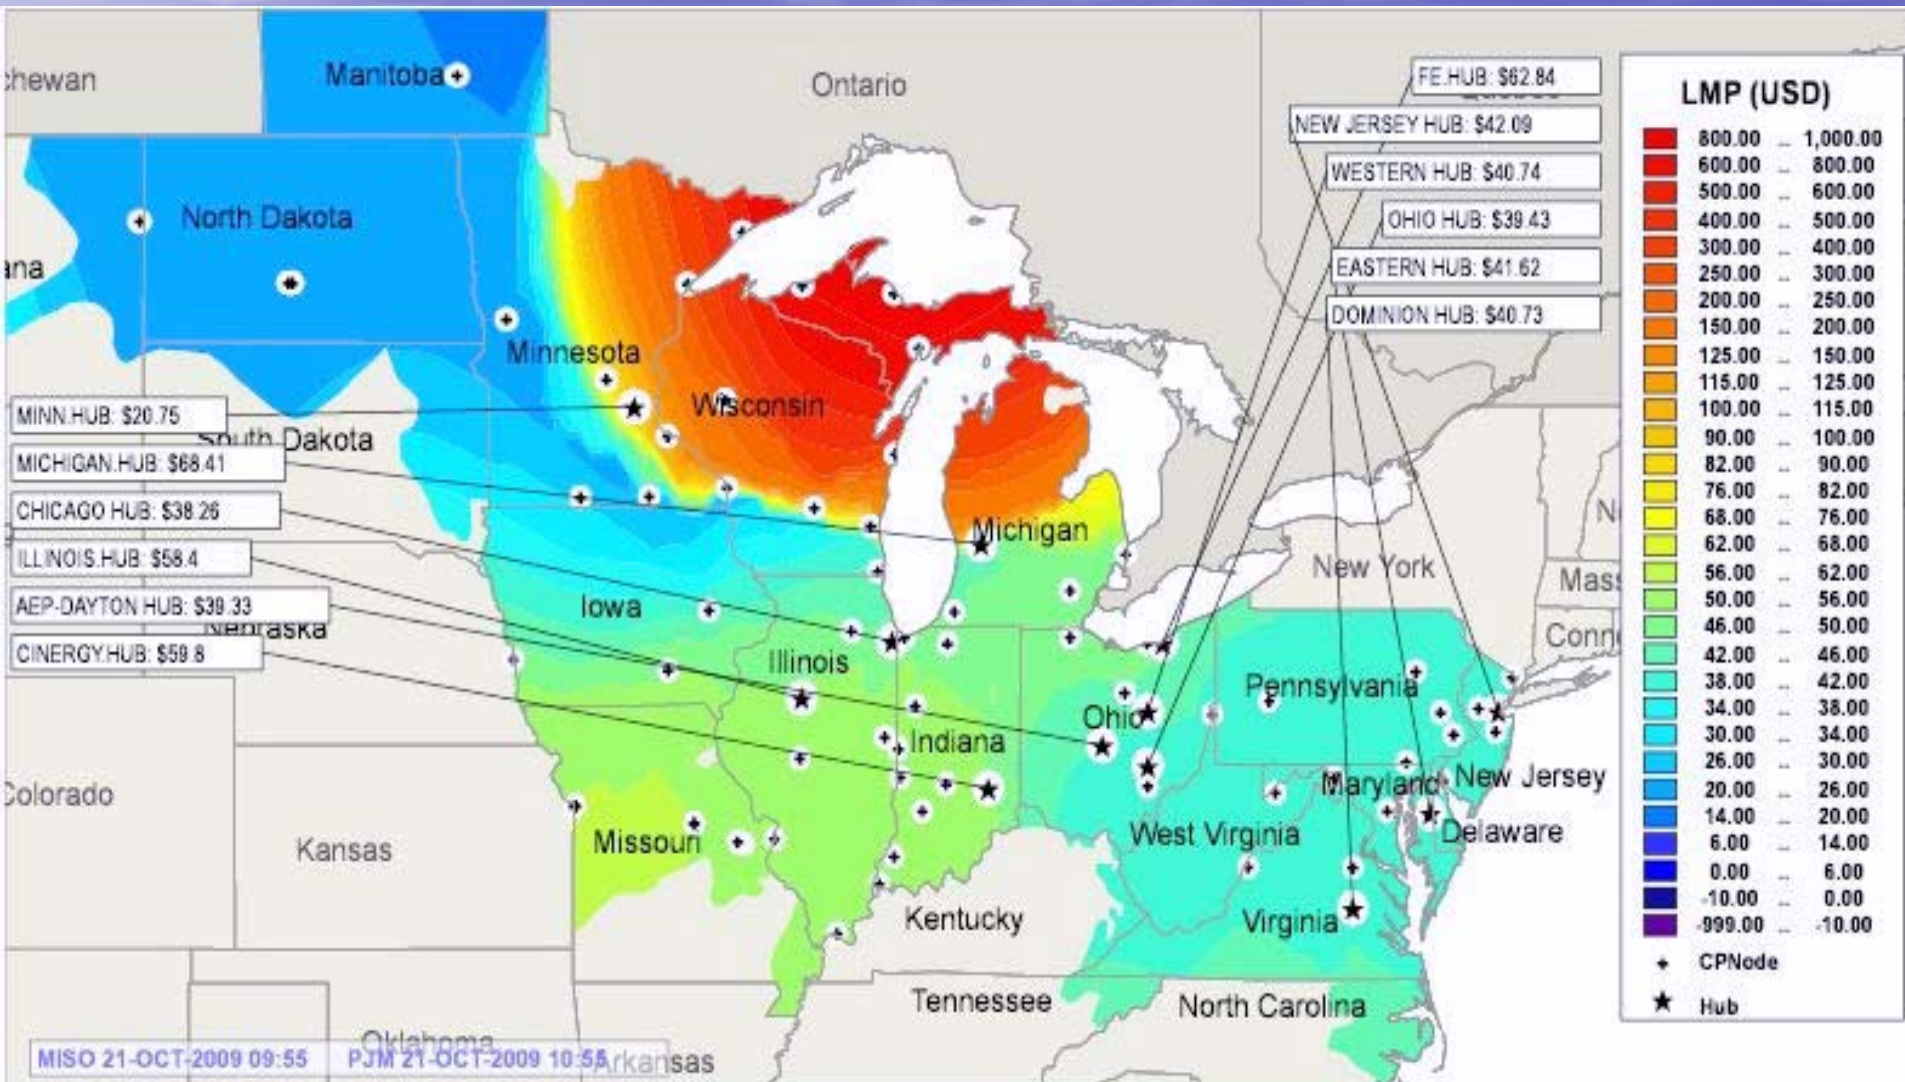 chewan
Manitoba
Ontario
North Dakota
ana
Minnesota
Wisconsin
South Dakota
Michigan
Iowa
Nebraska
Illinois
Indiana
Ohio
Pennsylvania
New York
Mass
Conn
New Jersey
Maryland
Delaware
West Virginia
Virginia
Colorado
Kansas
Missouri
Kentucky
Tennessee
North Carolina
Oklahoma
Arkansas
MINN.HUB: $20.75
MICHIGAN.HUB: $68.41
CHICAGO HUB: $38.26
ILLINOIS.HUB: $58.4
AEP-DAYTON HUB: $39.33
CINERGY.HUB: $59.8
FE.HUB: $62.84
NEW JERSEY HUB: $42.09
WESTERN HUB: $40.74
OHIO HUB: $39.43
EASTERN HUB: $41.62
DOMINION HUB: $40.73
LMP (USD)
800.00 .. 1,000.00
600.00 .. 800.00
500.00 .. 600.00
400.00 .. 500.00
300.00 .. 400.00
250.00 .. 300.00
200.00 .. 250.00
150.00 .. 200.00
125.00 .. 150.00
115.00 .. 125.00
100.00 .. 115.00
90.00 .. 100.00
82.00 .. 90.00
76.00 .. 82.00
68.00 .. 76.00
62.00 .. 68.00
56.00 .. 62.00
50.00 .. 56.00
46.00 .. 50.00
42.00 .. 46.00
38.00 .. 42.00
34.00 .. 38.00
30.00 .. 34.00
26.00 .. 30.00
20.00 .. 26.00
14.00 .. 20.00
6.00 .. 14.00
0.00 .. 6.00
-10.00 .. 0.00
-999.00 .. -10.00
CPNode
Hub
MISO 21-OCT-2009 09:55 PJM 21-OCT-2009 10:55